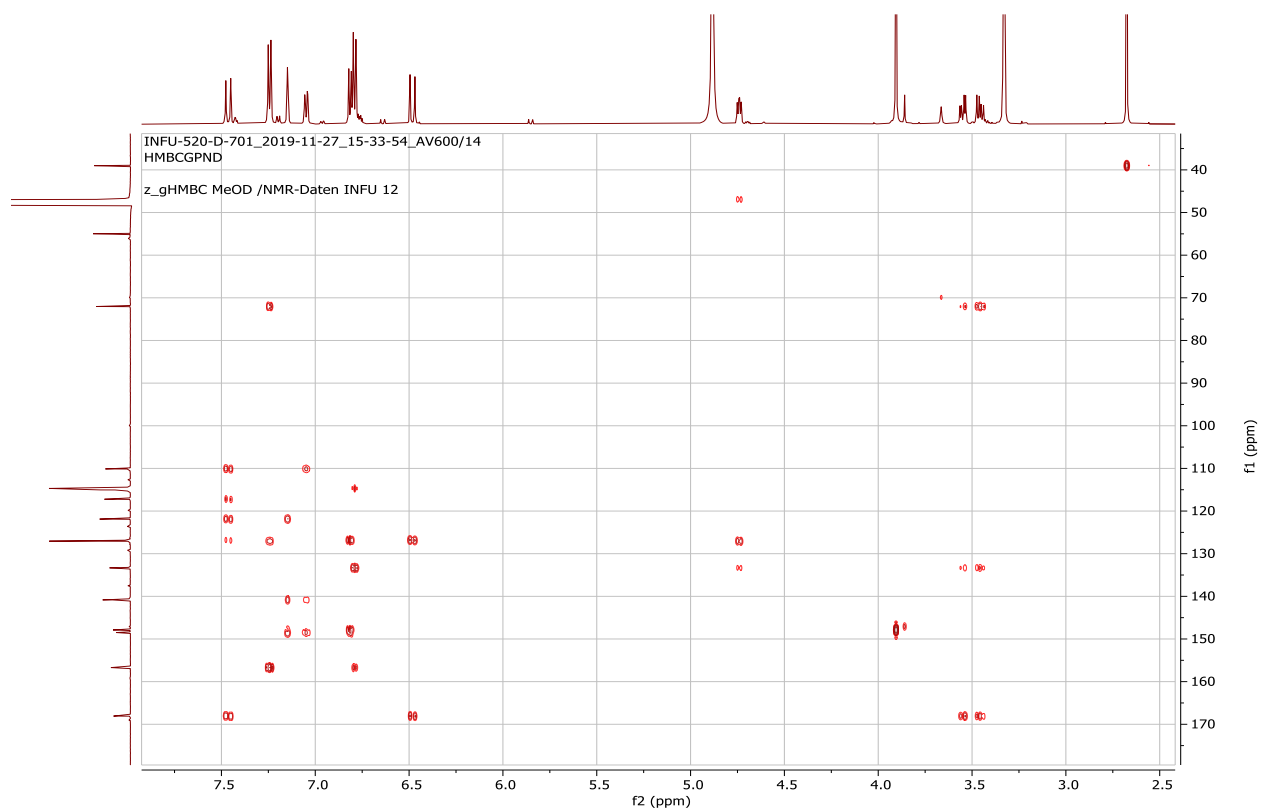 INFU-520-D-701_2019-11-27_15-33-54_AV600/14
HMBCGPND
z_gHMBC MeOD /NMR-Daten INFU 12
40
50
60
70
80
90
100
110
120
130
140
150
160
170
f1 (ppm)
7.5 7.0 6.5 6.0 5.5 5.0 4.5 4.0 3.5 3.0 2.5
f2 (ppm)